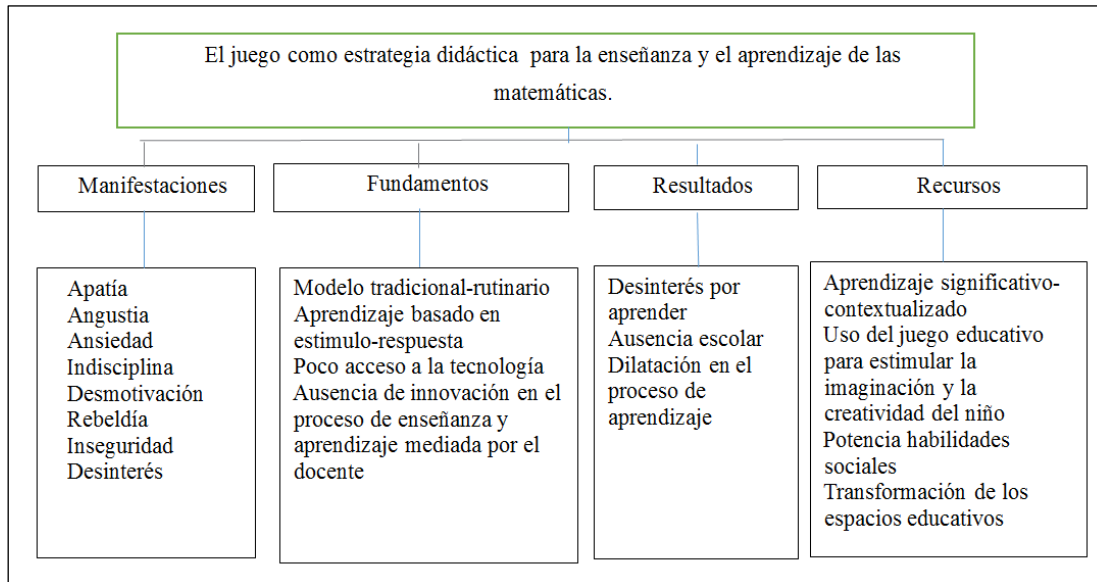 El juego como estrategia didáctica para la enseñanza y el aprendizaje de las
matemáticas.
Manifestaciones
Fundamentos
Resultados
Recursos
Apatía
Angustia
Ansiedad
Indisciplina
Desmotivación
Rebeldía
Inseguridad
Desinterés
Modelo tradicional-rutinario
Aprendizaje basado en
estimulo-respuesta
Poco acceso a la tecnología
Ausencia de innovación en el
proceso de enseñanza y
aprendizaje mediada por el
docente
Desinterés por
aprender
Ausencia escolar
Dilatación en el
proceso de
aprendizaje
Aprendizaje significativo-
contextualizado
Uso del juego educativo
para estimular la
imaginación y la
creatividad del niño
Potencia habilidades
sociales
Transformación de los
espacios educativos